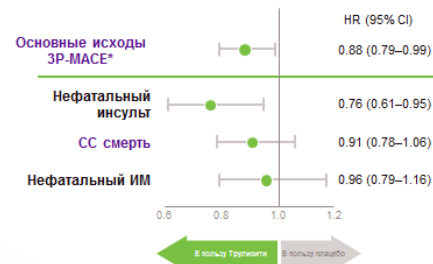 HR (95% CI)
Основные исходы
3P-MACE*
0.88 (0.79–0.99)
Нефатальный
инсульт
0.76 (0.61–0.95)
СС смерть
0.91 (0.78–1.06)
Нефатальный ИМ
0.96 (0.79–1.16)
0.6 0.8 1.0 1.2
В пользу Трулисити
В пользу плацебо